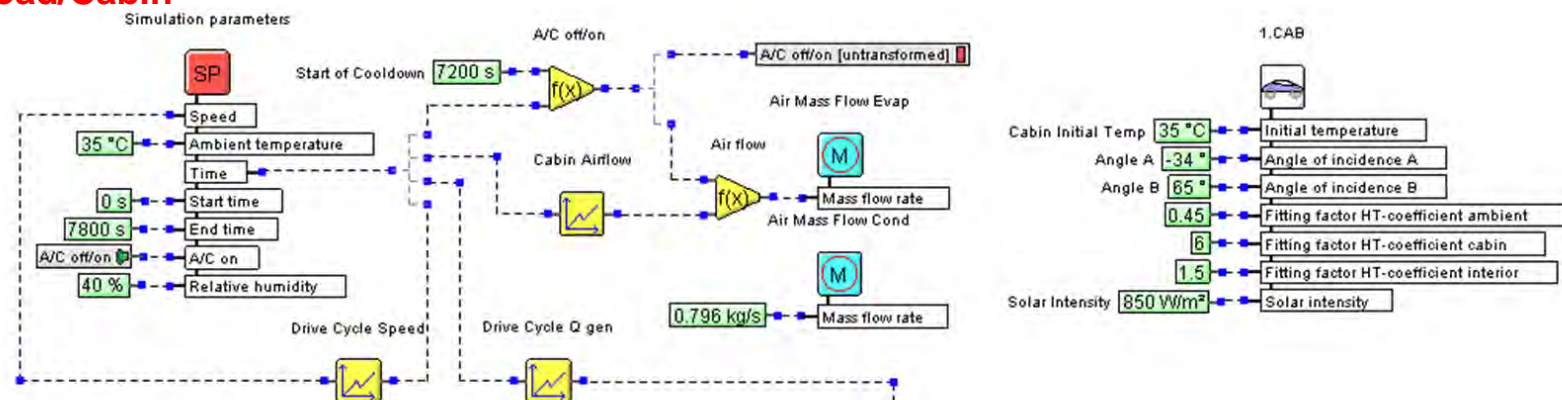 Simulation parameters
SP
Speed
35 °C
Ambient temperature
Time
0 s
Start time
7800 s
End time
A/C off/on
A/C on
40 %
Relative humidity
A/C off/on
Start of Cooldown
7200 s
f(x)
A/C off/on [untransformed]
Air Mass Flow Evap
Cabin Airflow
Air flow
f(x)
M
Mass flow rate
Air Mass Flow Cond
M
0.796 kg/s
Mass flow rate
Drive Cycle Speed
Drive Cycle Q gen
1.CAB
Cabin Initial Temp
35 °C
Initial temperature
Angle A
-34 °
Angle of incidence A
Angle B
65 °
Angle of incidence B
0.45
Fitting factor HT-coefficient ambient
6
Fitting factor HT-coefficient cabin
1.5
Fitting factor HT-coefficient interior
Solar Intensity
850 W/m²
Solar intensity